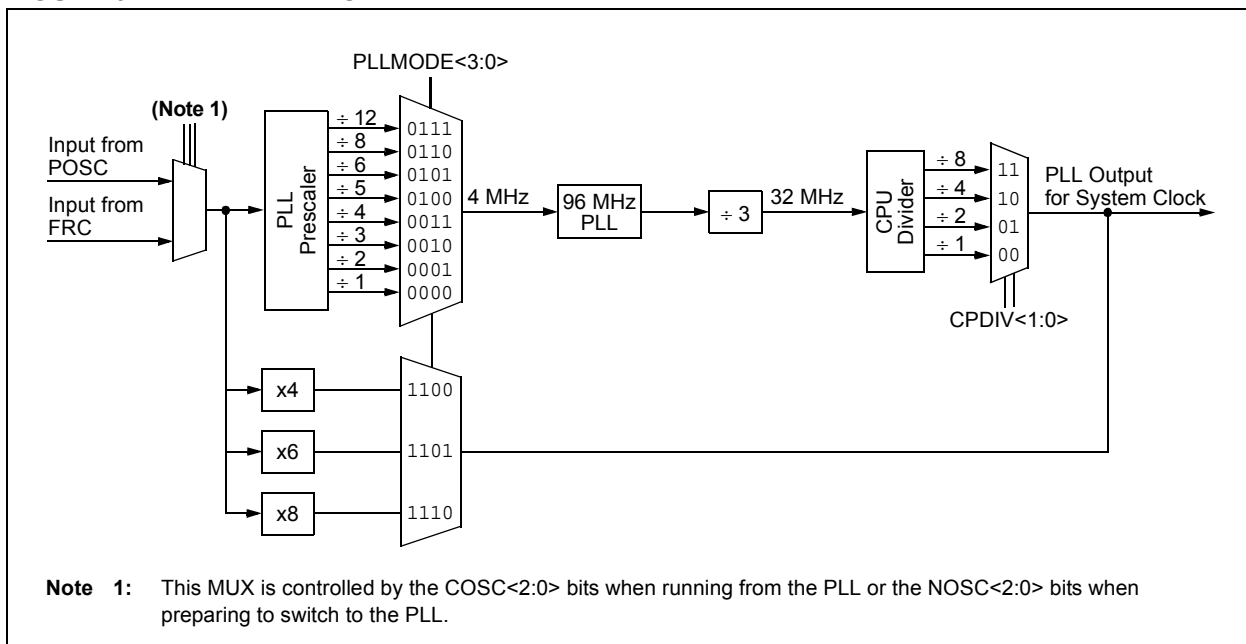 PLLMODE<3:0>
(Note 1)
Input from
POSC
Input from
FRC
PLL
Prescaler
÷ 12
÷ 8
÷ 6
÷ 5
÷ 4
÷ 3
÷ 2
÷ 1
0111
0110
0101
0100
0011
0010
0001
0000
4 MHz
96 MHz
PLL
÷ 3
32 MHz
CPU
Divider
÷ 8
÷ 4
÷ 2
÷ 1
11
10
01
00
CPDIV<1:0>
PLL Output
for System Clock
x4
x6
x8
1100
1101
1110
Note 1: This MUX is controlled by the COSC<2:0> bits when running from the PLL or the NOSC<2:0> bits when
preparing to switch to the PLL.